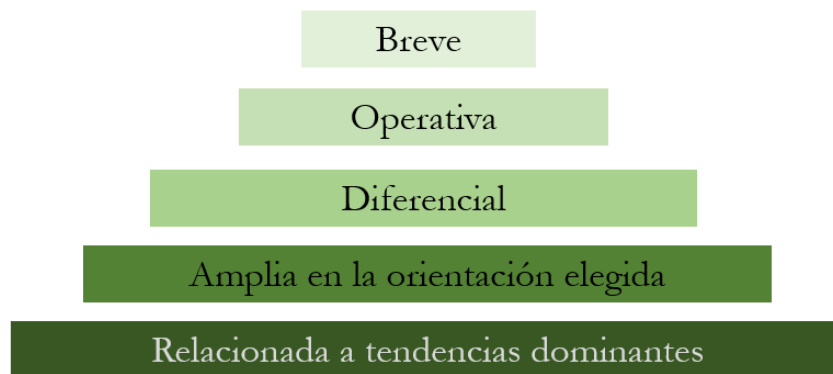 Breve
Operativa
Diferencial
Amplia en la orientación elegida
Relacionada a tendencias dominantes